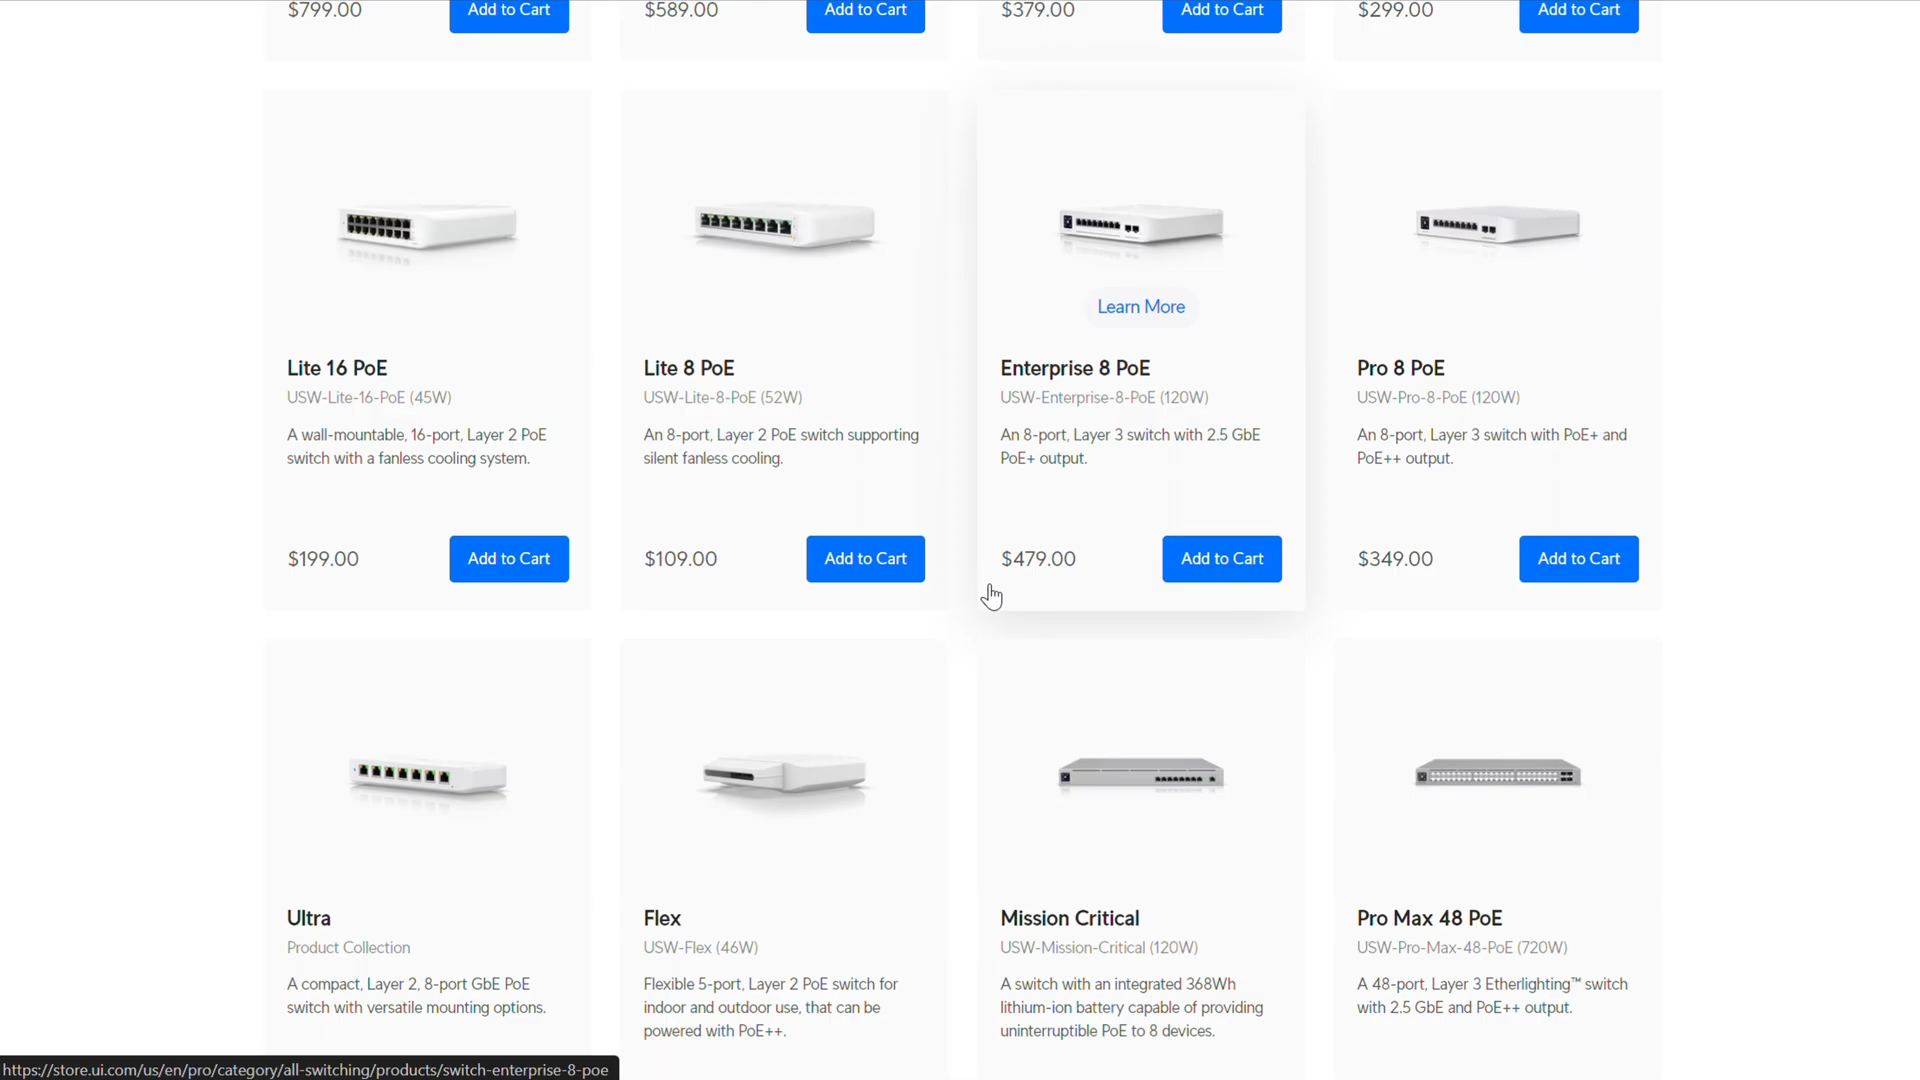 $799.00
Add to Cart
$589.00
Add to Cart
$379.00
Add to Cart
$299.00
Add to Cart
Lite 16 PoE
USW-Lite-16-PoE (45W)
A wall-mountable, 16-port, Layer 2 PoE
switch with a fanless cooling system.
$199.00
Add to Cart
Lite 8 PoE
USW-Lite-8-PoE (52W)
An 8-port, Layer 2 PoE switch supporting
silent fanless cooling.
$109.00
Add to Cart
Learn More
Enterprise 8 PoE
USW-Enterprise-8-PoE (120W)
An 8-port, Layer 3 switch with 2.5 GbE
PoE+ output.
$479.00
Add to Cart
Pro 8 PoE
USW-Pro-8-PoE (120W)
An 8-port, Layer 3 switch with PoE+ and
PoE++ output.
$349.00
Add to Cart
Ultra
Product Collection
A compact, Layer 2, 8-port GbE PoE
switch with versatile mounting options.
Flex
USW-Flex (46W)
Flexible 5-port, Layer 2 PoE switch for
indoor and outdoor use, that can be
powered with PoE++.
Mission Critical
USW-Mission-Critical (120W)
A switch with an integrated 368Wh
lithium-ion battery capable of providing
uninterruptible PoE to 8 devices.
Pro Max 48 PoE
USW-Pro-Max-48-PoE (720W)
A 48-port, Layer 3 Etherlighting™ switch
with 2.5 GbE and PoE++ output.
https://store.ui.com/us/en/pro/category/all-switching/products/switch-enterprise-8-poe